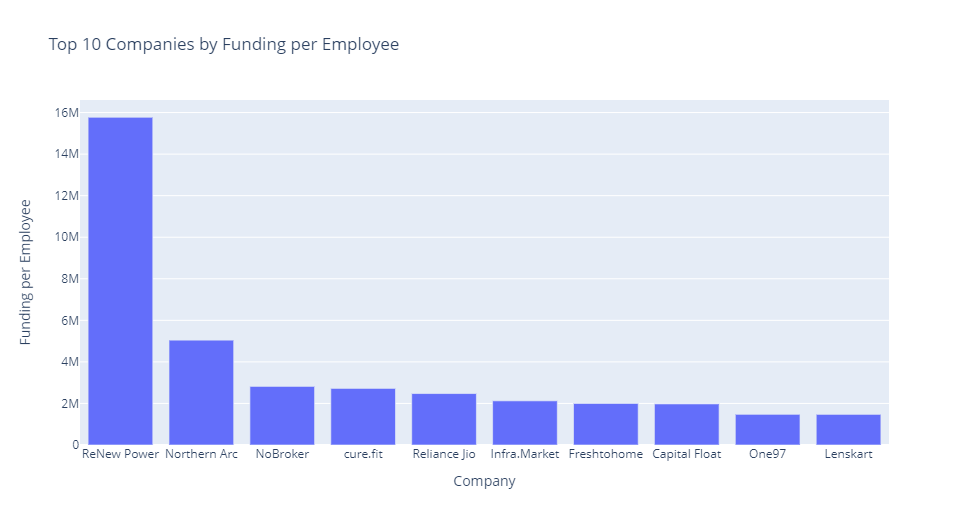 Top 10 Companies by Funding per Employee
Funding per Employee
16M
14M
12M
10M
8M
6M
4M
2M
0
ReNew Power Northern Arc NoBroker cure.fit Reliance Jio Infra.Market Freshtohome Capital Float One97 Lenskart
Company